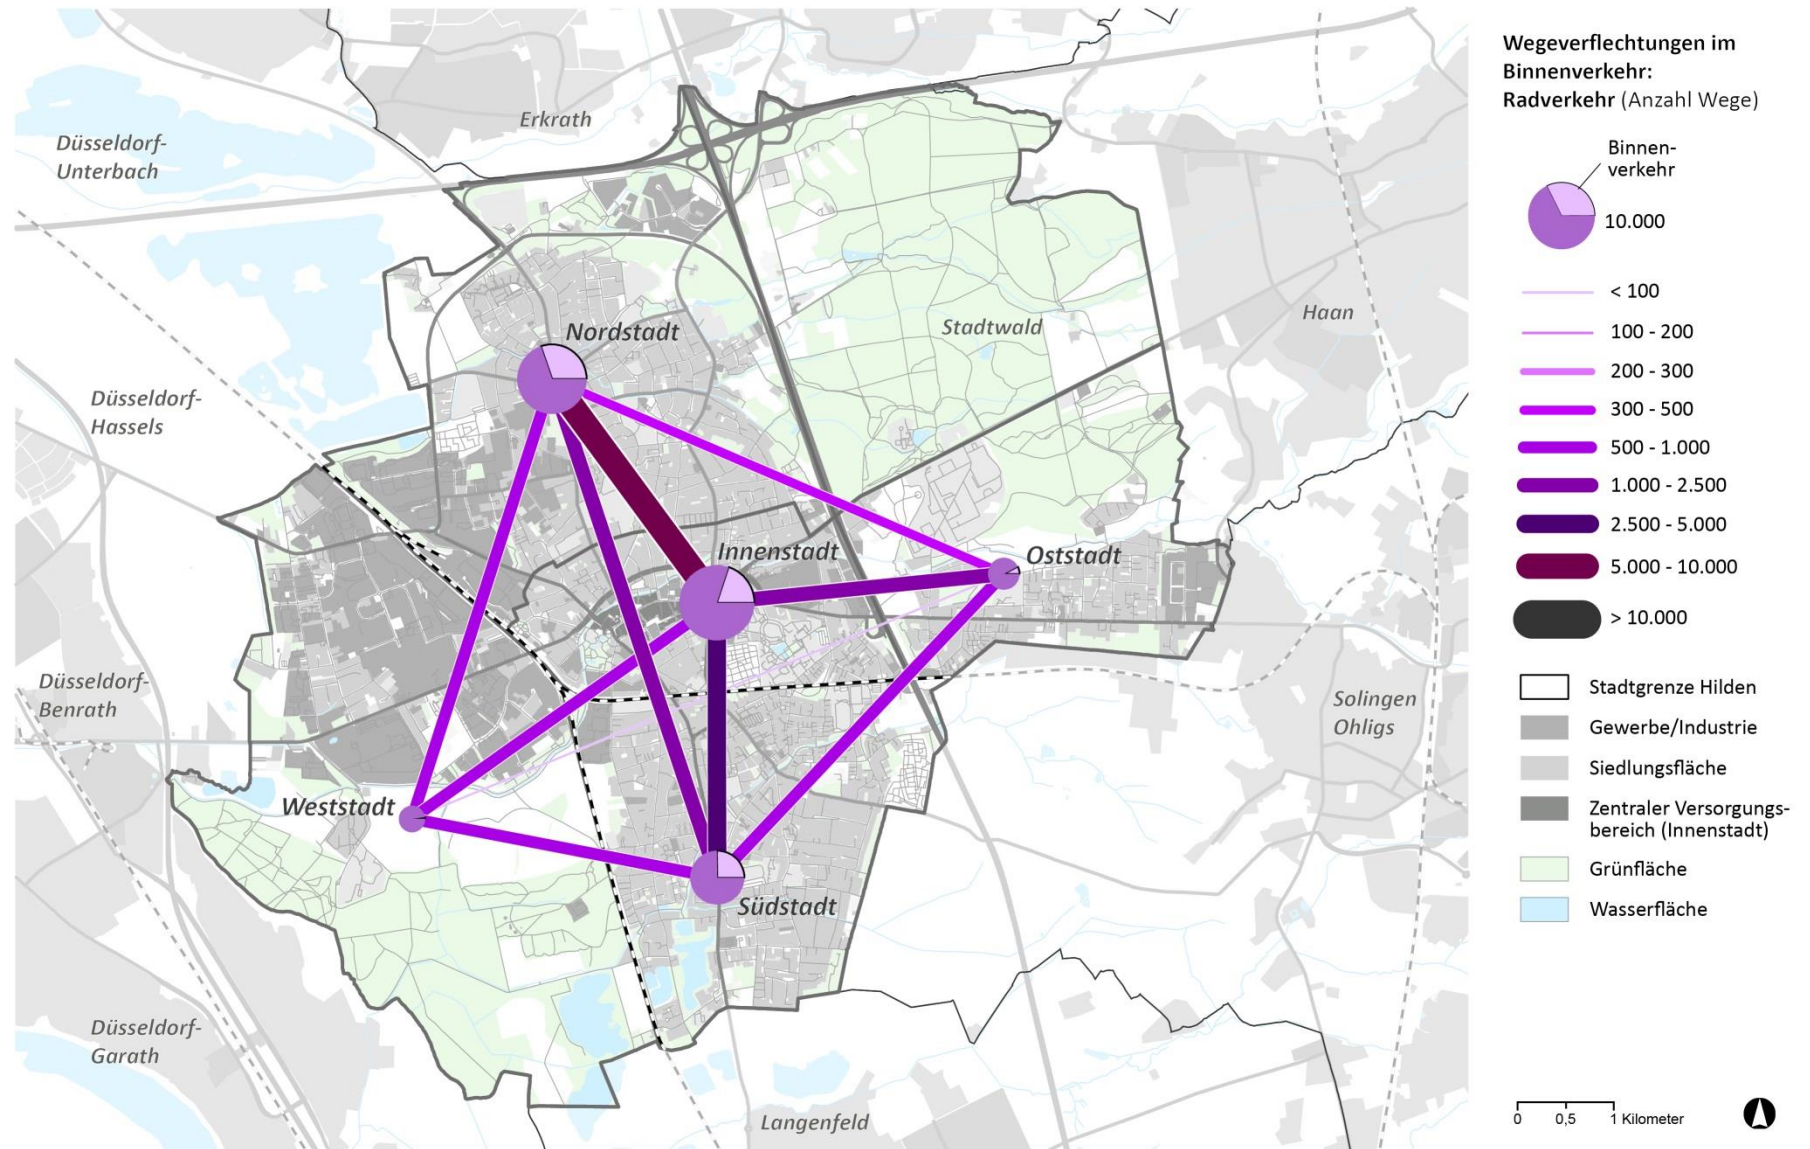 Erkrath
Düsseldorf-
Unterbach
Nordstadt
Stadtwald
Haan
Düsseldorf-
Hassels
Innenstadt
Oststadt
Düsseldorf-
Benrath
Solingen
Ohligs
Weststadt
Südstadt
Düsseldorf-
Garath
Langenfeld
Wegeverflechtungen im
Binnenverkehr:
Radverkehr (Anzahl Wege)
Binnen-
verkehr
10.000
< 100
100 - 200
200 - 300
300 - 500
500 - 1.000
1.000 - 2.500
2.500 - 5.000
5.000 - 10.000
> 10.000
Stadtgrenze Hilden
Gewerbe/Industrie
Siedlungsfläche
Zentraler Versorgungs-
bereich (Innenstadt)
Grünfläche
Wasserfläche
0 0,5 1 Kilometer